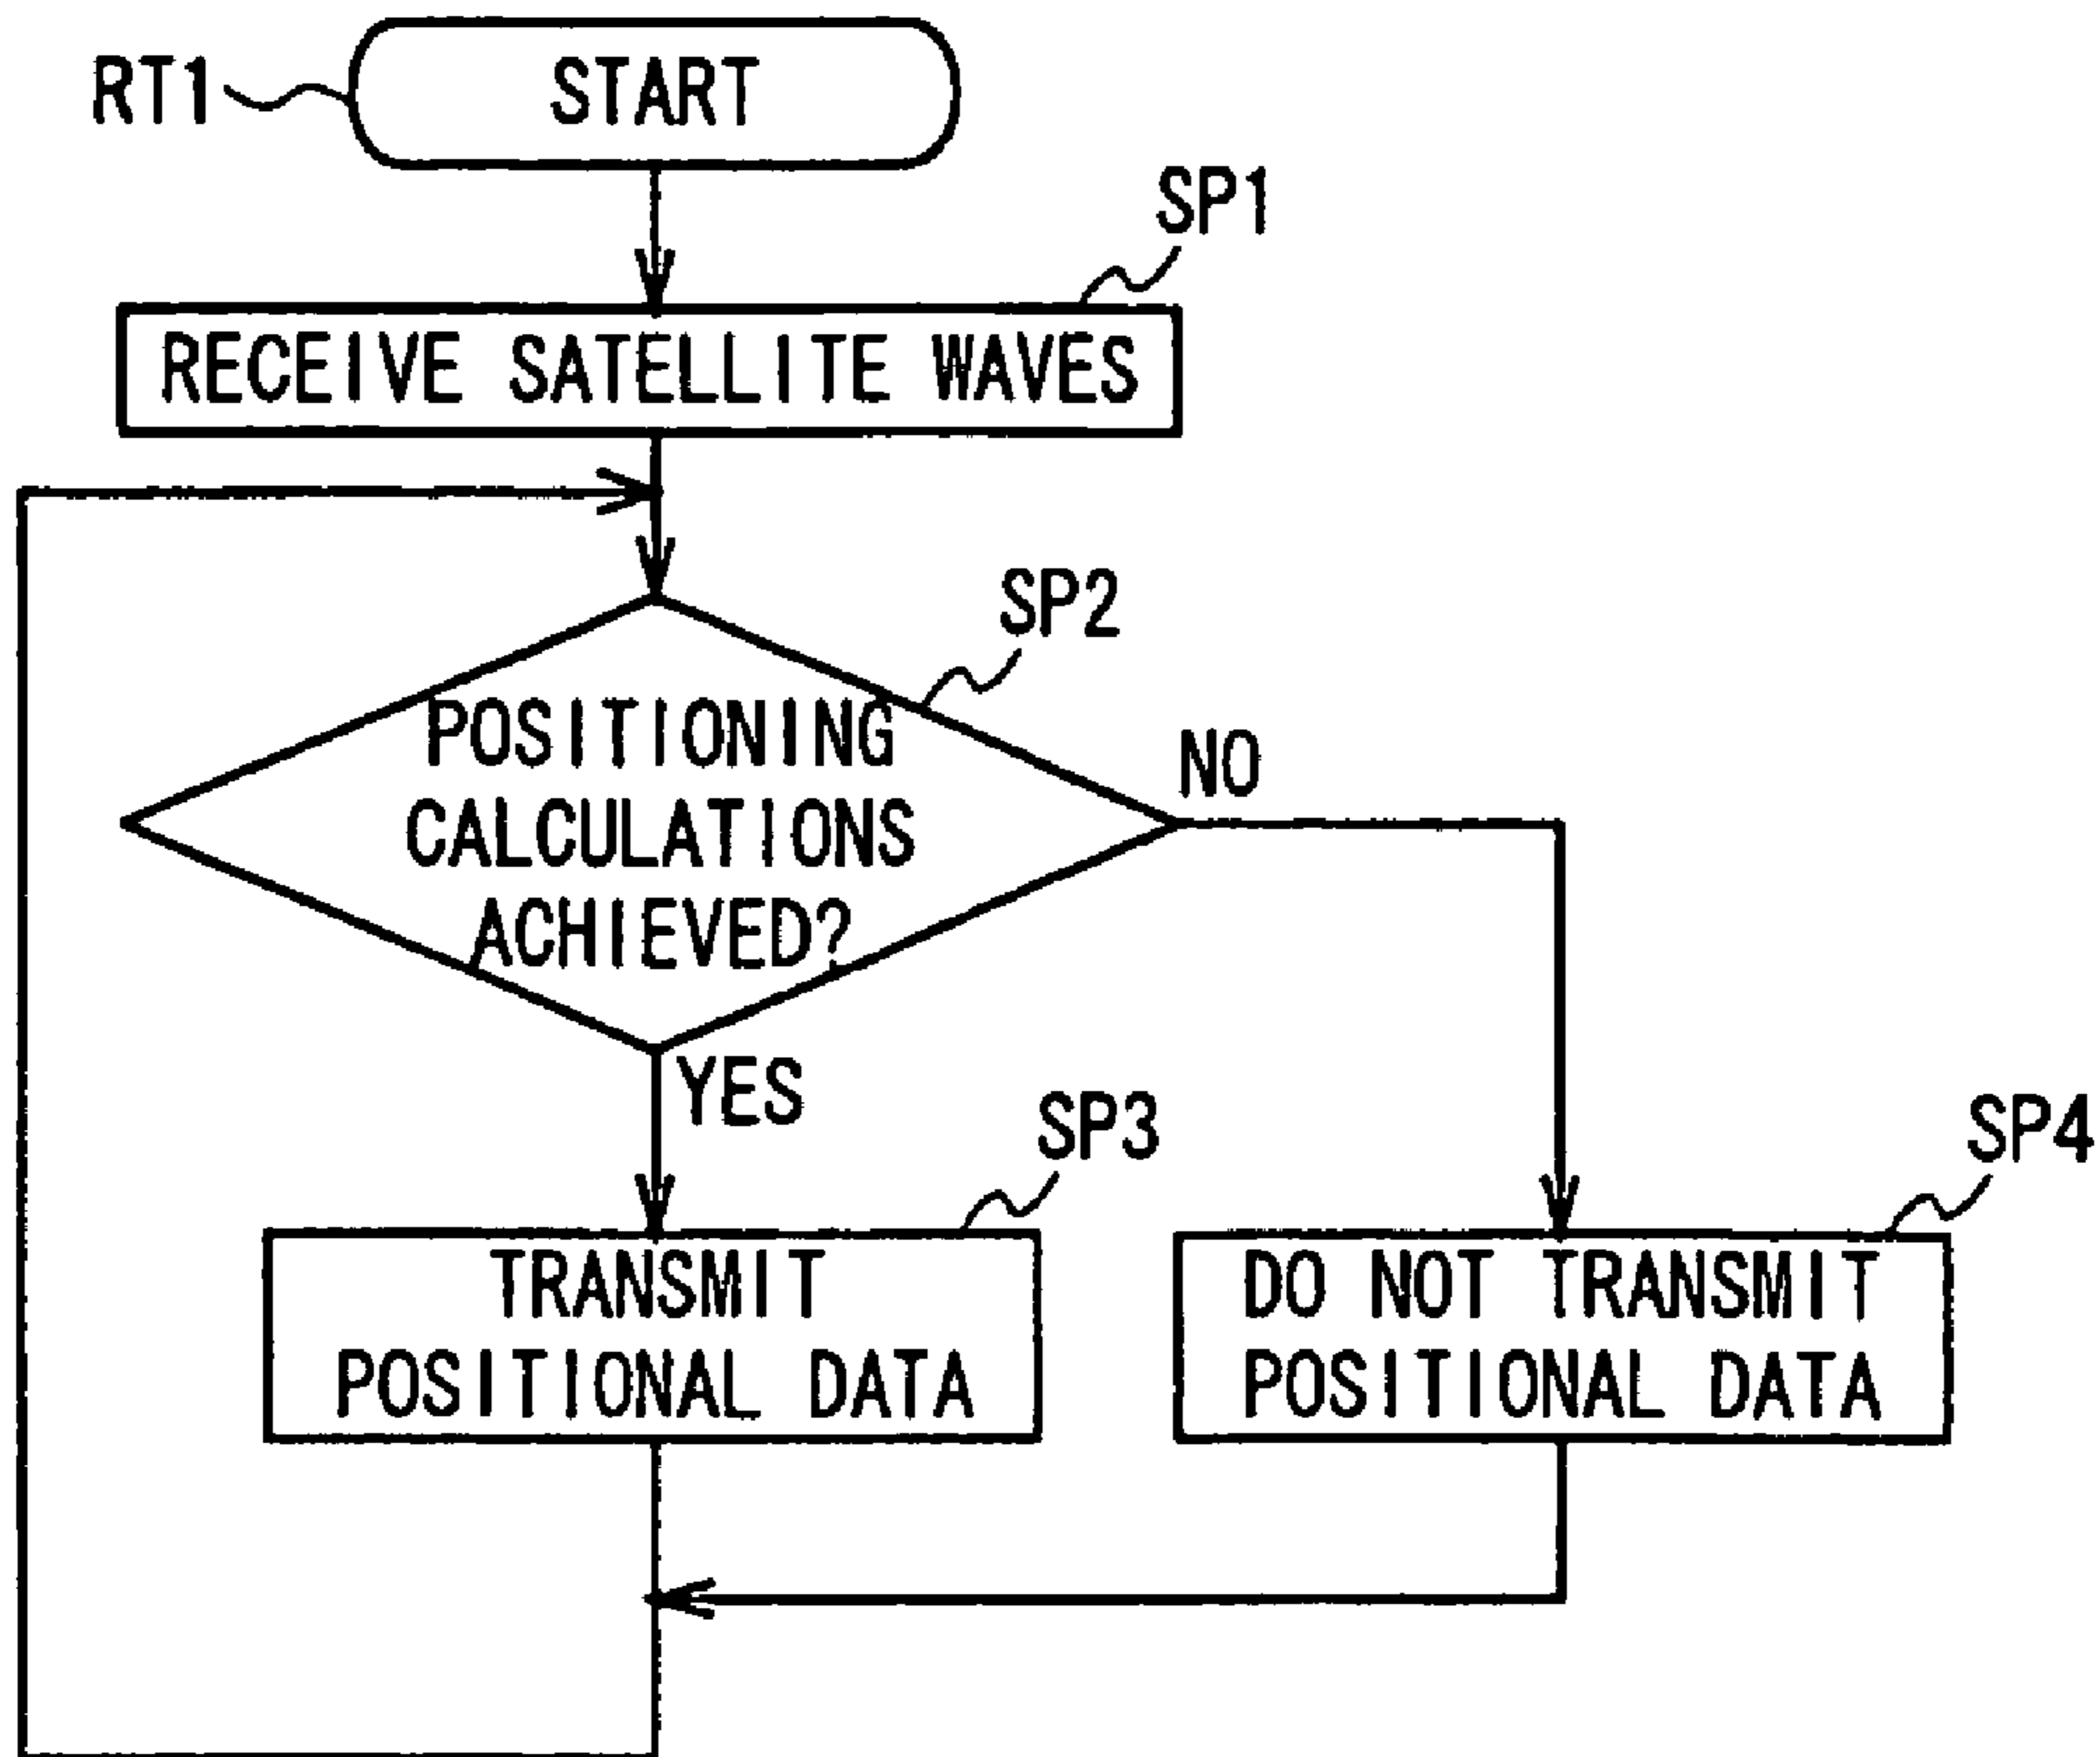 RT1
START
SP1
RECEIVE SATELLITE WAVES
SP2
POSITIONING
CALCULATIONS
ACHIEVED?
NO
YES
SP3
TRANSMIT
POSITIONAL DATA
SP4
DO NOT TRANSMIT
POSITIONAL DATA